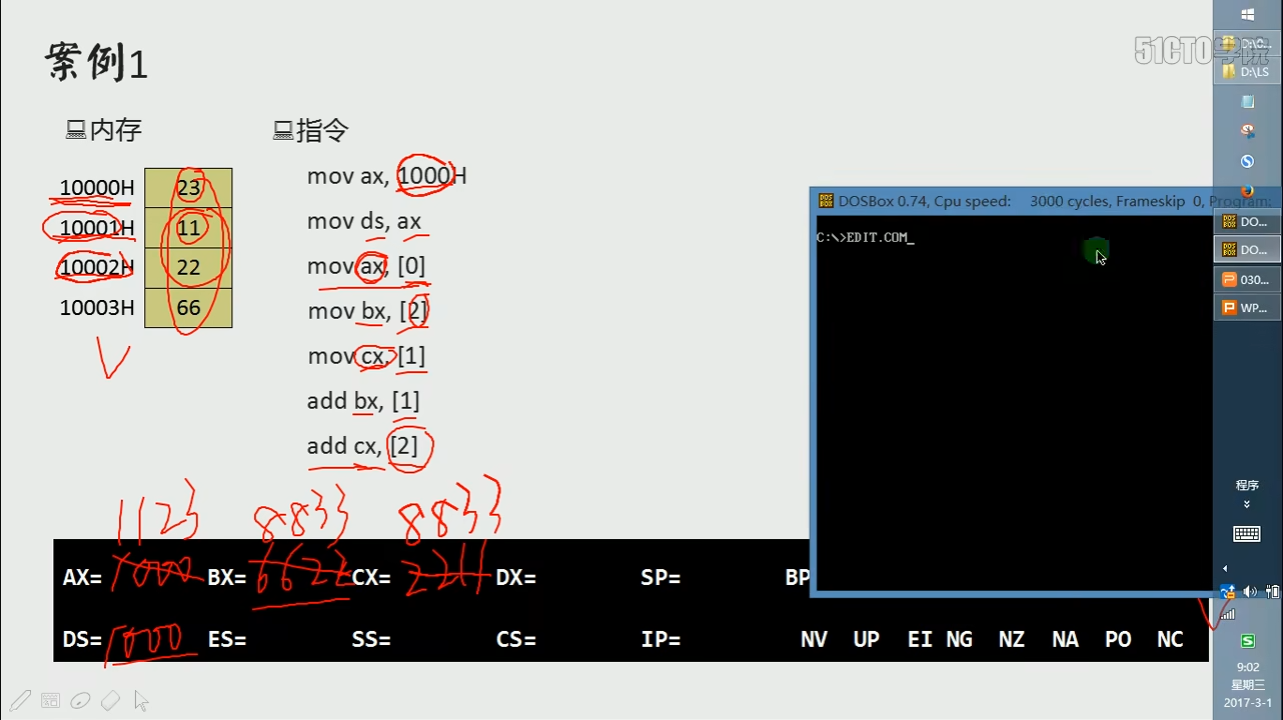 案例1
51CTO学院
D:\0...
D:\LS
内存
指令
10000H 23
10001H 11
10002H 22
10003H 66
mov ax, 1000H
mov ds, ax
mov ax, [0]
mov bx, [2]
mov cx, [1]
add bx, [1]
add cx, [2]
DOSBox 0.74, Cpu speed: 3000 cycles, Frameskip 0, Program:
C:\>EDIT.COM_
DO...
DO...
030...
WP...
程序
1123 8833 8833
AX= 1000 BX= 6622 CX= 2211 DX= SP= BP
DS= 1000 ES= SS= CS= IP= NV UP EI NG NZ NA PO NC
9:02
星期三
2017-3-1